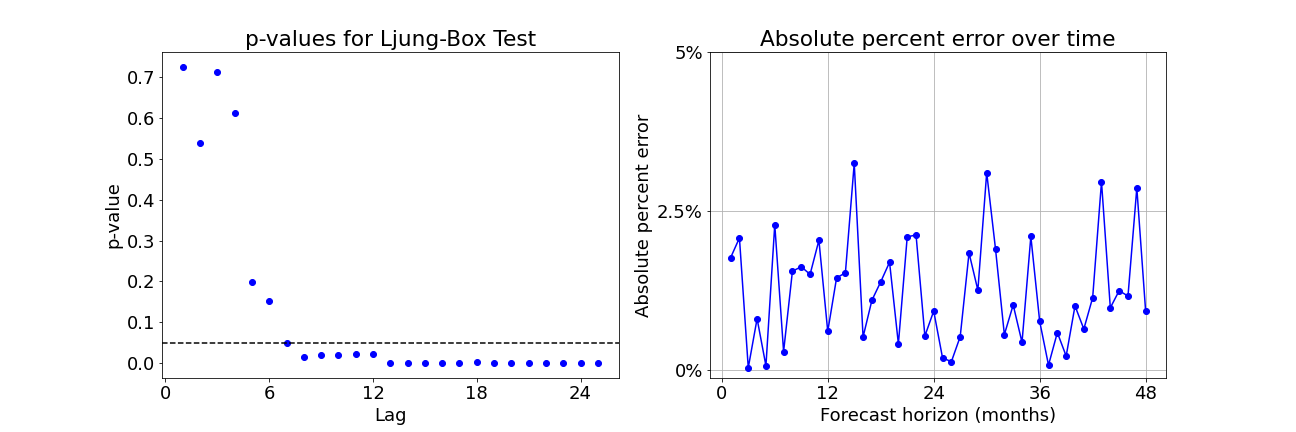 p-values for Ljung-Box Test
p-value
0.7
0.6
0.5
0.4
0.3
0.2
0.1
0.0
0 6 12 18 24
Lag
Absolute percent error over time
Absolute percent error
5%
2.5%
0%
0 12 24 36 48
Forecast horizon (months)